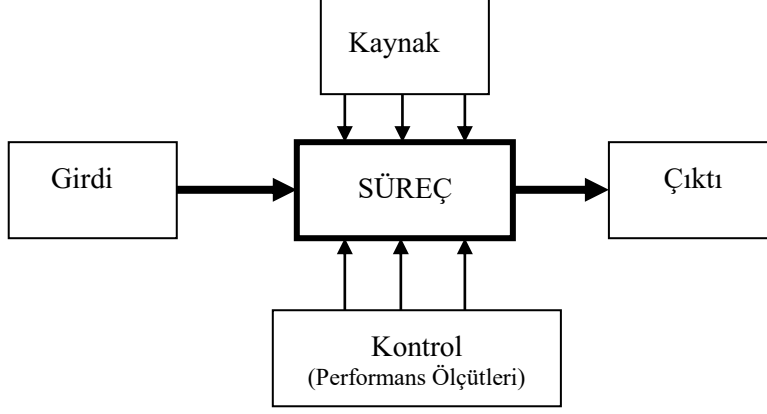 Kaynak
Girdi
SÜREÇ
Çıktı
Kontrol
(Performans Ölçütleri)